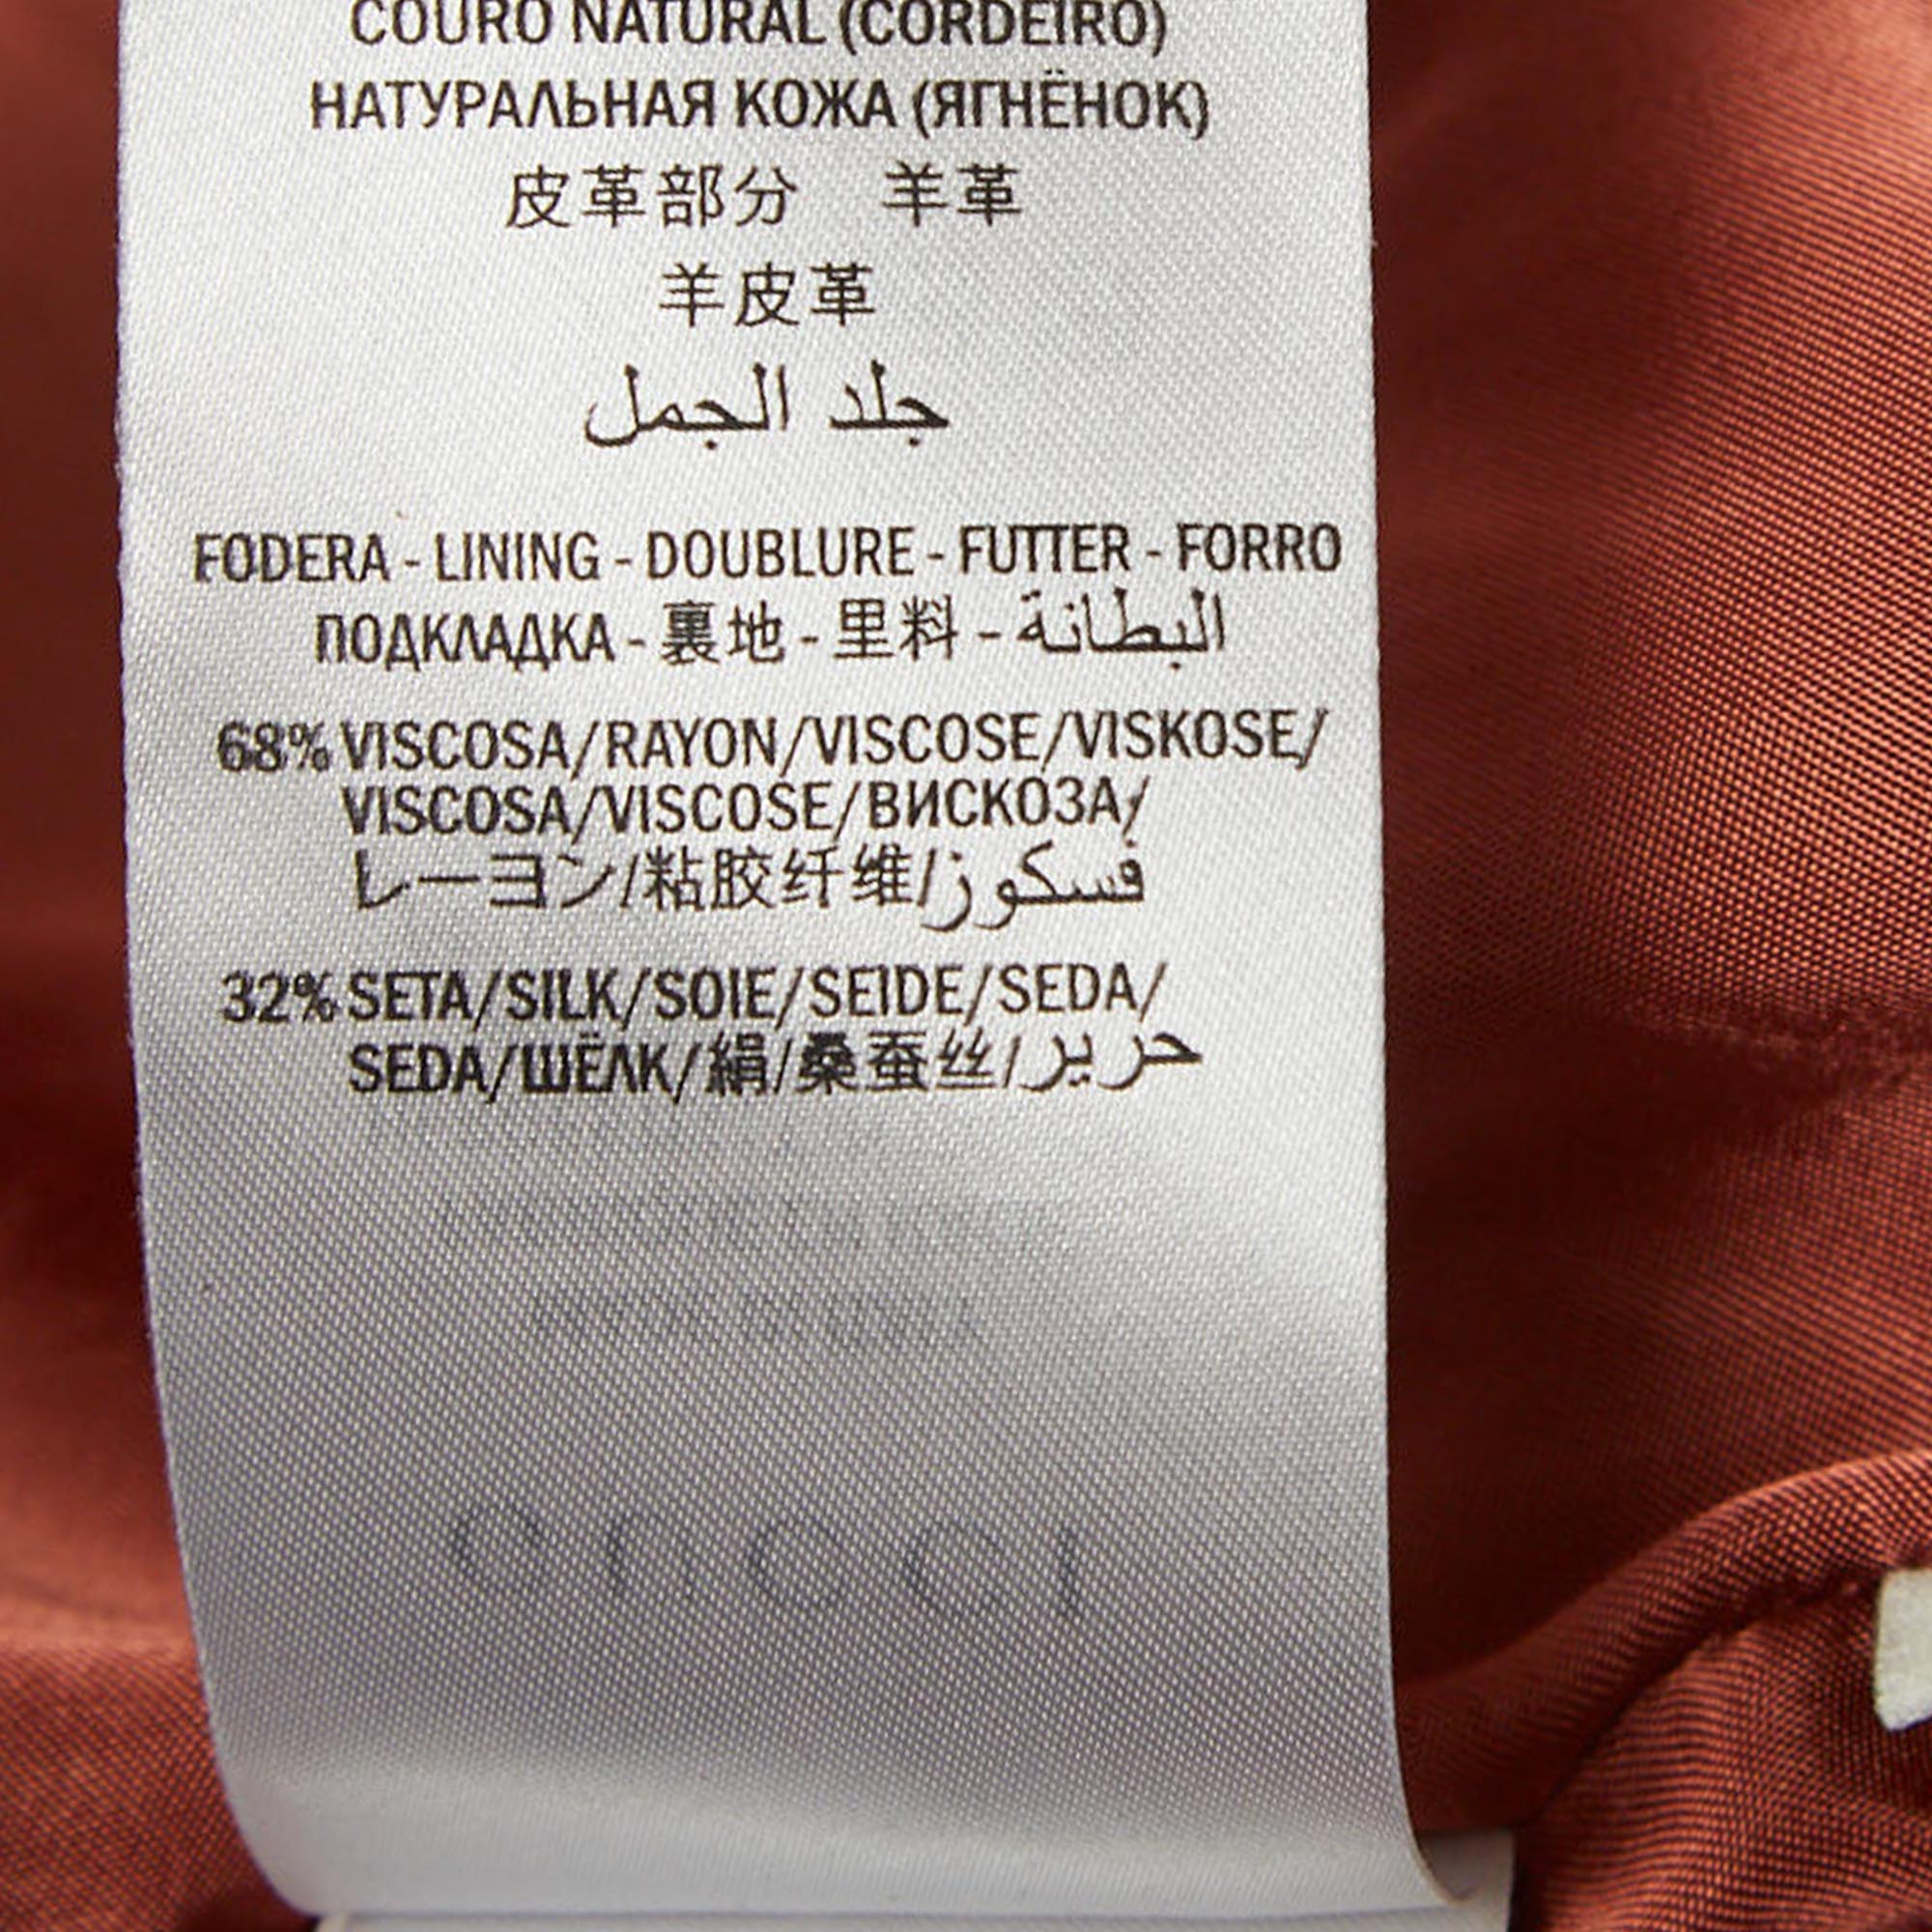 COURO NATURAL (CORDEIRO)
НАТУРАЛЬНАЯ КОЖА (ЯГНЁНОК)
皮革部分　羊革
羊皮革
جلد الجمل
FODERA - LINING - DOUBLURE - FUTTER - FORRO
ПОДКЛАДКА - 裏地 - 里料 - البطانة
68% VISCOSA/RAYON/VISCOSE/VISKOSE/
VISCOSA/VISCOSE/ВИСКОЗА/
レーヨン/粘胶纤维/فسكوز
32% SETA/SILK/SOIE/SEIDE/SEDA/
SEDA/ШЁЛК/絹/桑蚕丝/حرير